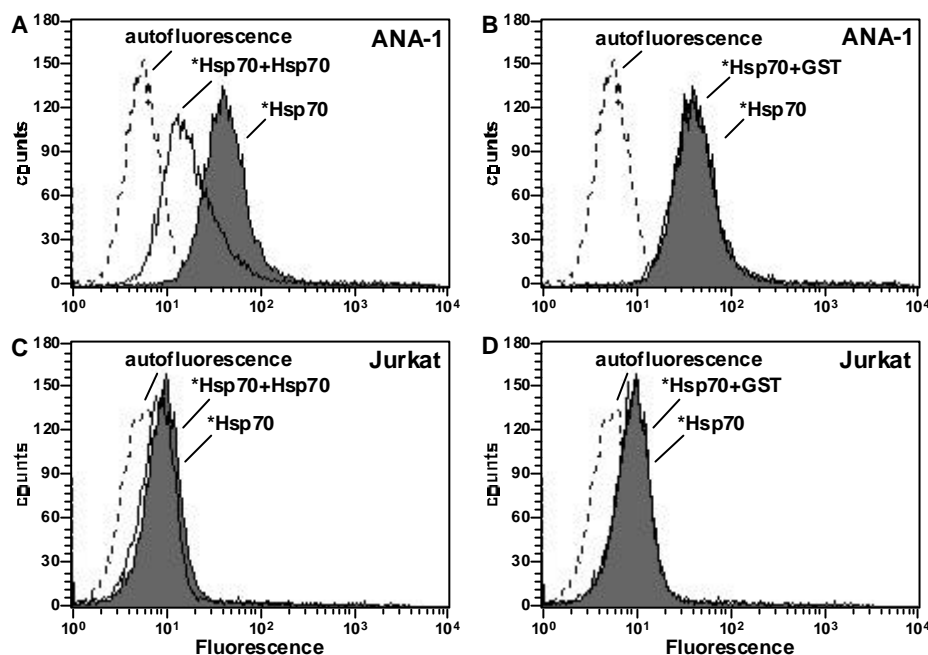 A
ANA-1
autofluorescence
*Hsp70+Hsp70
*Hsp70
counts
180
150
120
90
60
30
0
10⁰ 10¹ 10² 10³ 10⁴
B
ANA-1
autofluorescence
*Hsp70+GST
*Hsp70
counts
180
150
120
90
60
30
0
10⁰ 10¹ 10² 10³ 10⁴
C
Jurkat
autofluorescence
*Hsp70+Hsp70
*Hsp70
counts
180
150
120
90
60
30
0
10⁰ 10¹ 10² 10³ 10⁴
Fluorescence
D
Jurkat
autofluorescence
*Hsp70+GST
*Hsp70
counts
180
150
120
90
60
30
0
10⁰ 10¹ 10² 10³ 10⁴
Fluorescence